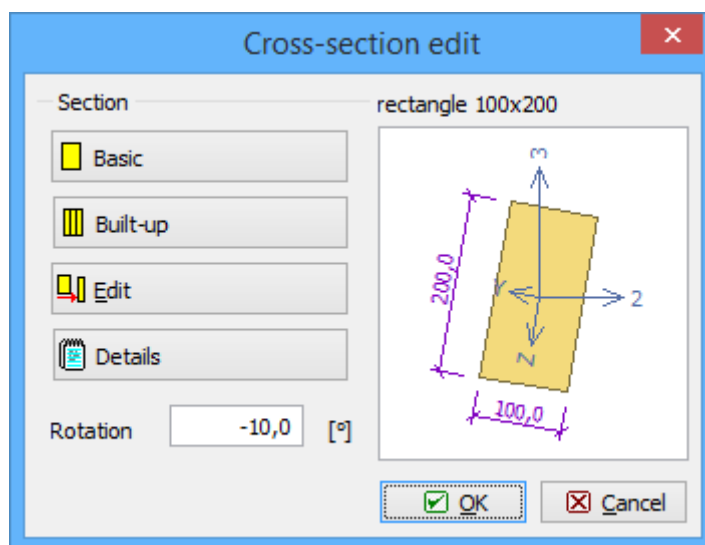 Cross-section edit
Section
Basic
Built-up
Edit
Details
Rotation -10,0 [°]
rectangle 100x200
3
200,0
Y
2
Z
100,0
OK
Cancel